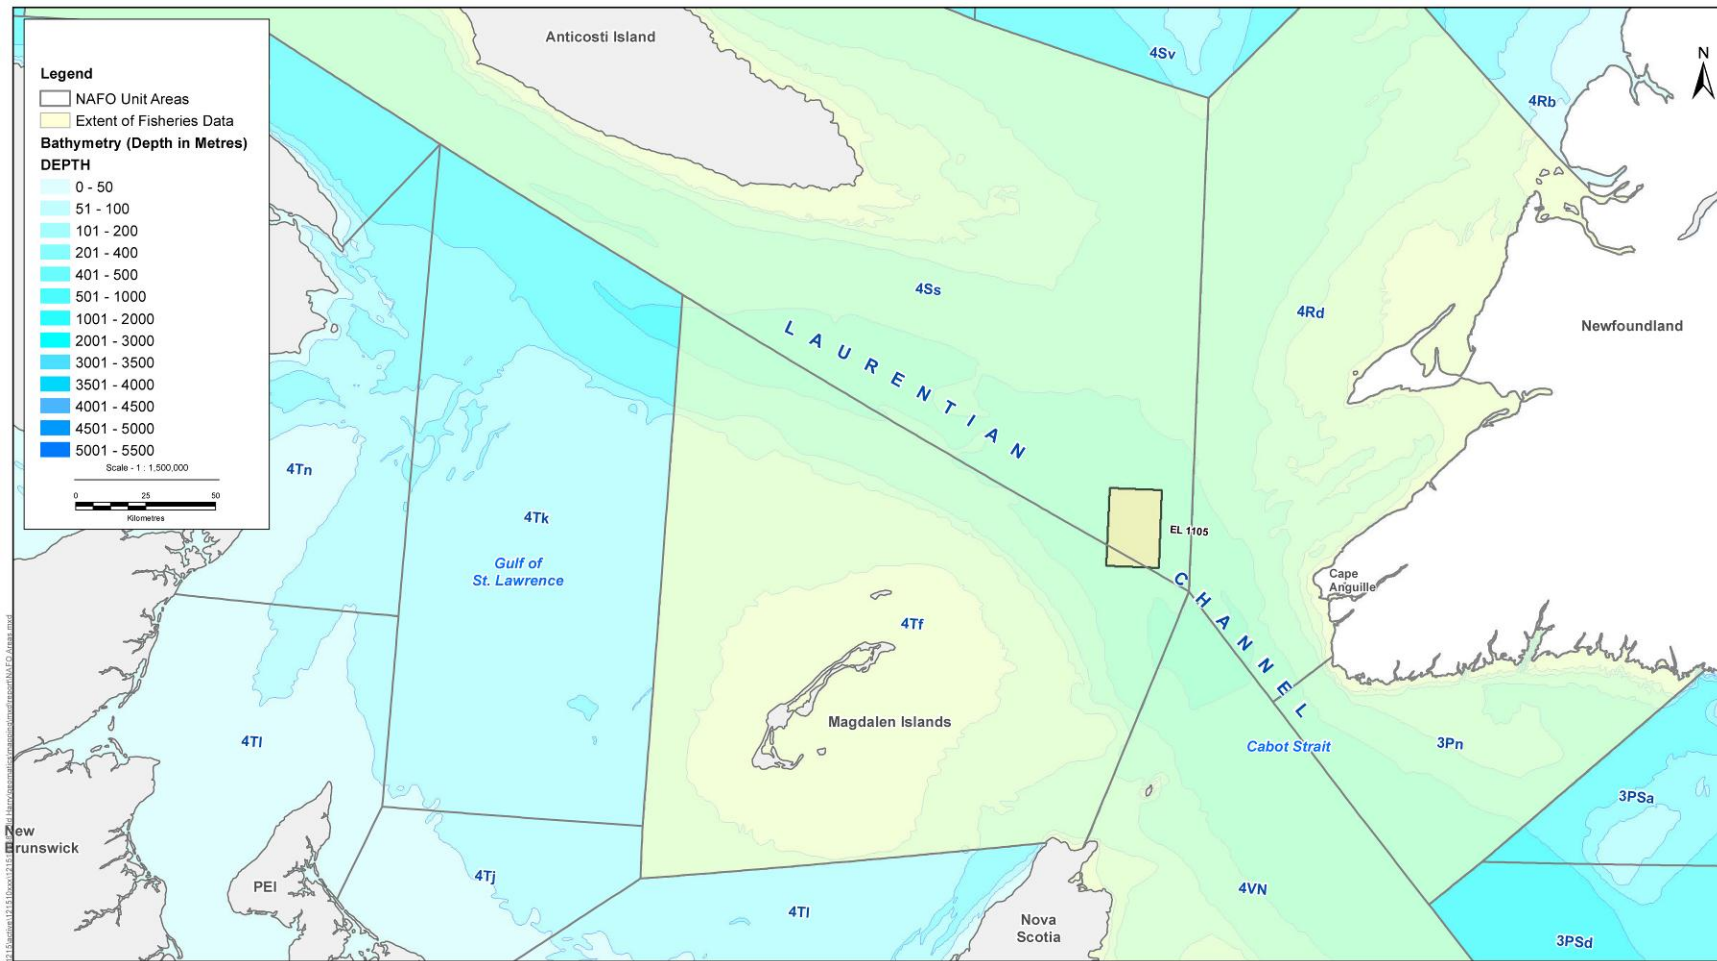 Legend
NAFO Unit Areas
Extent of Fisheries Data
Bathymetry (Depth in Metres)
DEPTH
0 - 50
51 - 100
101 - 200
201 - 400
401 - 500
501 - 1000
1001 - 2000
2001 - 3000
3001 - 3500
3501 - 4000
4001 - 4500
4501 - 5000
5001 - 5500
Scale - 1 : 1,500,000
0 25 50
Kilometres
Anticosti Island
4Sv
N
4Rb
4Ss
4Rd
Newfoundland
LAURENTIAN
4Tn
4Tk
EL 1105
Gulf of
St. Lawrence
Cape
Anguille
CHANNEL
4Tf
Magdalen Islands
4Tl
Cabot Strait
3Pn
3PSa
New
Brunswick
PEI
4Tj
4Tl
4VN
Nova
Scotia
3PSd